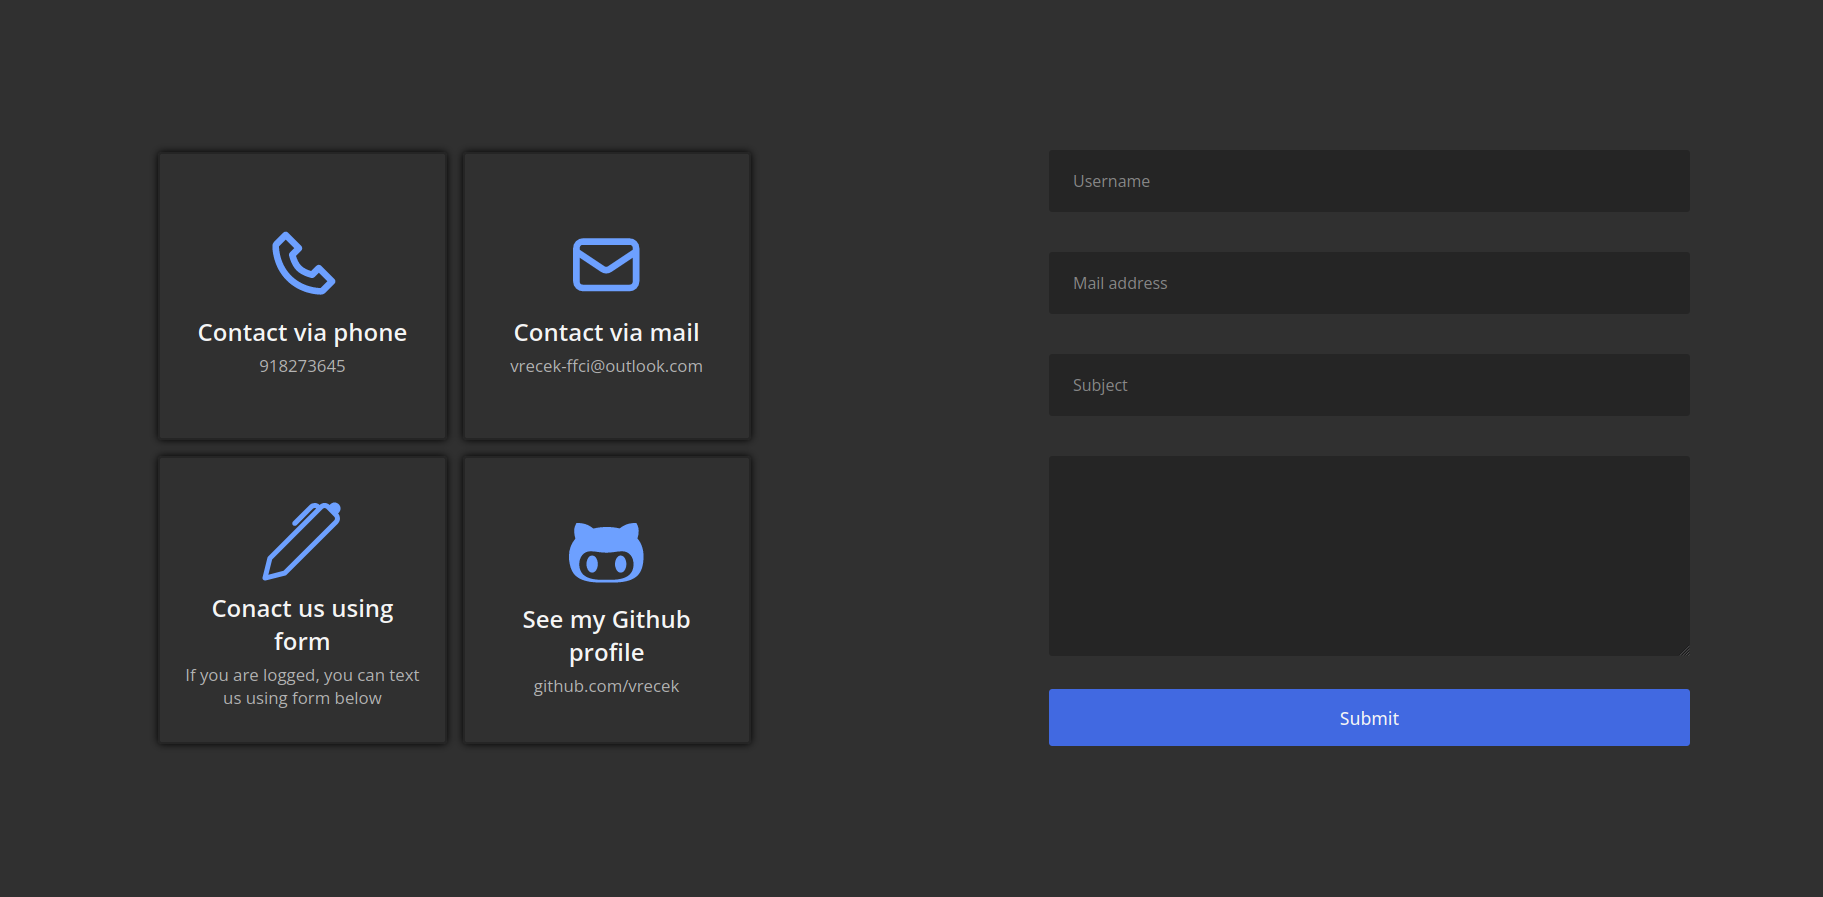 Contact via phone
918273645
Contact via mail
vrecek-ffci@outlook.com
Conact us using
form
If you are logged, you can text
us using form below
See my Github
profile
github.com/vrecek
Username
Mail address
Subject
Submit